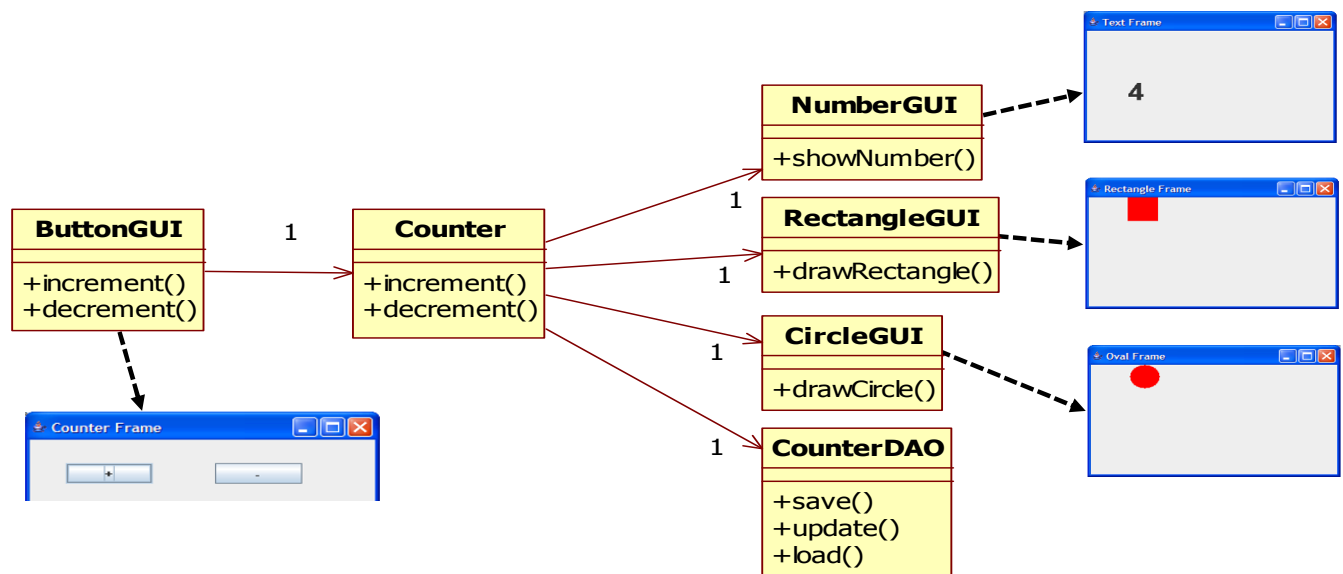 Text Frame
4
NumberGUI
+showNumber()
1
Rectangle Frame
RectangleGUI
+drawRectangle()
1
ButtonGUI
+increment()
+decrement()
1
Counter
+increment()
+decrement()
CircleGUI
+drawCircle()
1
Oval Frame
CounterDAO
+save()
+update()
+load()
1
Counter Frame
+
-